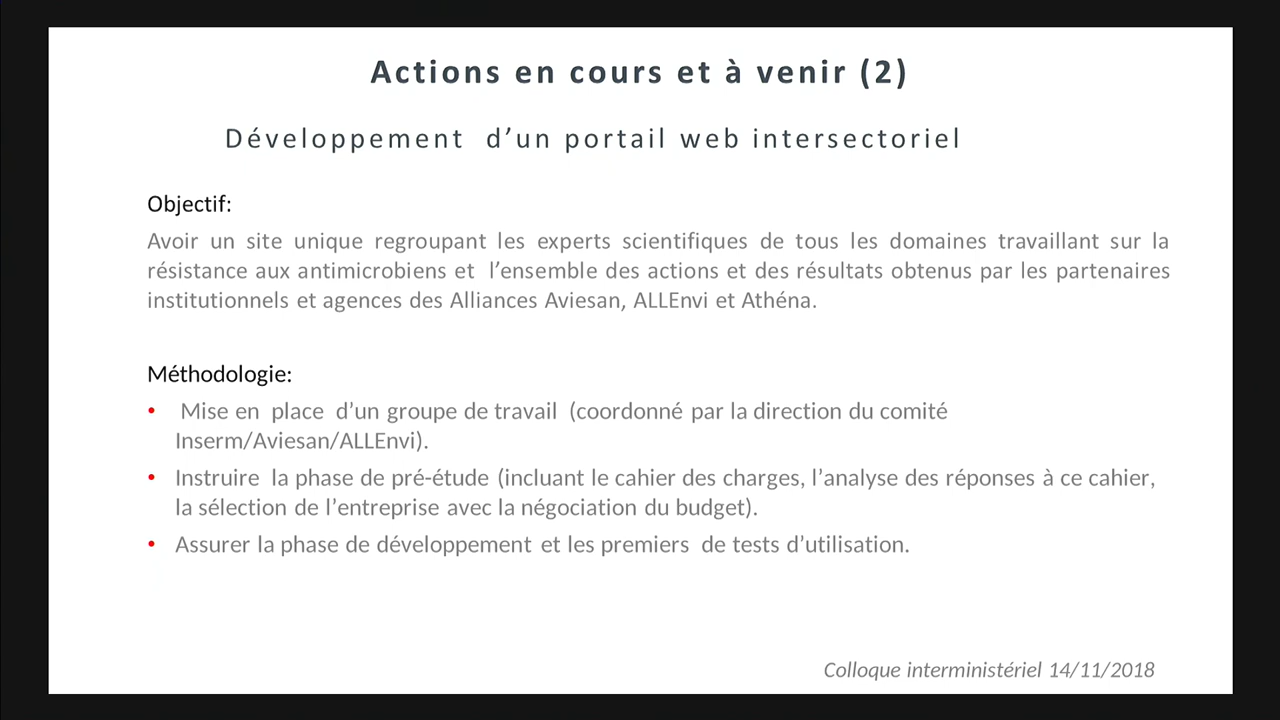 Actions en cours et à venir (2)
Développement d’un portail web intersectoriel
Objectif:
Avoir un site unique regroupant les experts scientifiques de tous les domaines travaillant sur la
résistance aux antimicrobiens et l’ensemble des actions et des résultats obtenus par les partenaires
institutionnels et agences des Alliances Aviesan, ALLEnvi et Athéna.
Méthodologie:
• Mise en place d’un groupe de travail (coordonné par la direction du comité
Inserm/Aviesan/ALLEnvi).
• Instruire la phase de pré-étude (incluant le cahier des charges, l’analyse des réponses à ce cahier,
la sélection de l’entreprise avec la négociation du budget).
• Assurer la phase de développement et les premiers de tests d’utilisation.
Colloque interministériel 14/11/2018